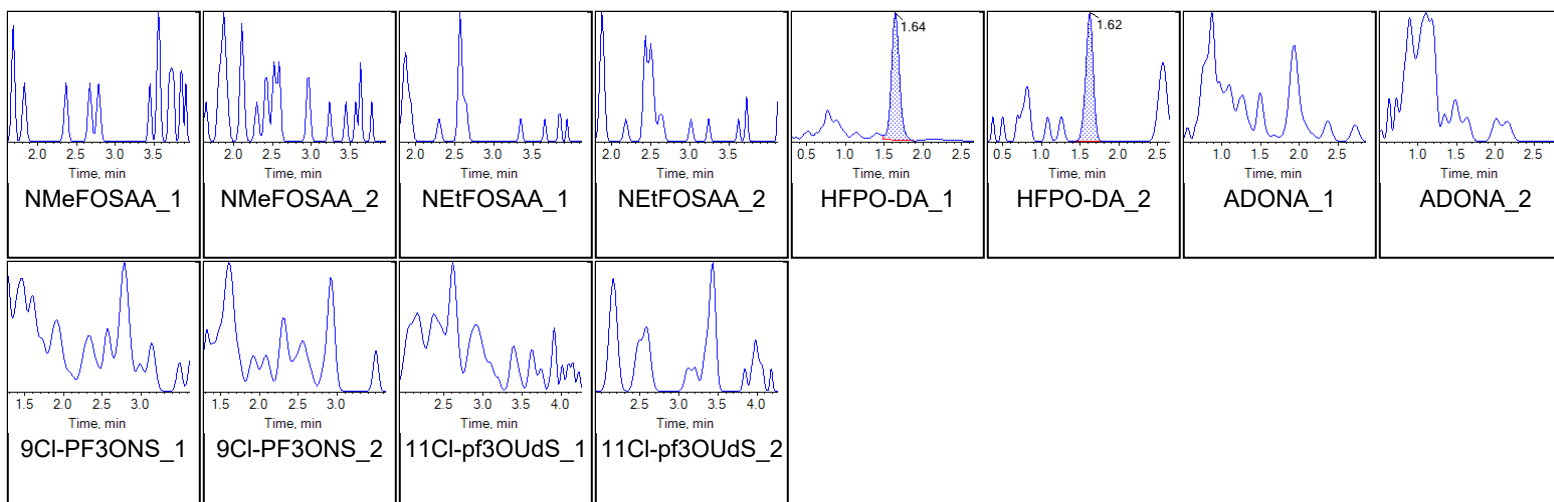 1.64
1.62
2.0 2.5 3.0 3.5
2.0 2.5 3.0 3.5
2.0 2.5 3.0 3.5
2.0 2.5 3.0 3.5
0.5 1.0 1.5 2.0 2.5
0.5 1.0 1.5 2.0 2.5
1.0 1.5 2.0 2.5
1.0 1.5 2.0 2.5
Time, min
Time, min
Time, min
Time, min
Time, min
Time, min
Time, min
Time, min
NMeFOSAA_1
NMeFOSAA_2
NEtFOSAA_1
NEtFOSAA_2
HFPO-DA_1
HFPO-DA_2
ADONA_1
ADONA_2
1.5 2.0 2.5 3.0
1.5 2.0 2.5 3.0
2.5 3.0 3.5 4.0
2.5 3.0 3.5 4.0
Time, min
Time, min
Time, min
Time, min
9Cl-PF3ONS_1
9Cl-PF3ONS_2
11Cl-pf3OUdS_1
11Cl-pf3OUdS_2